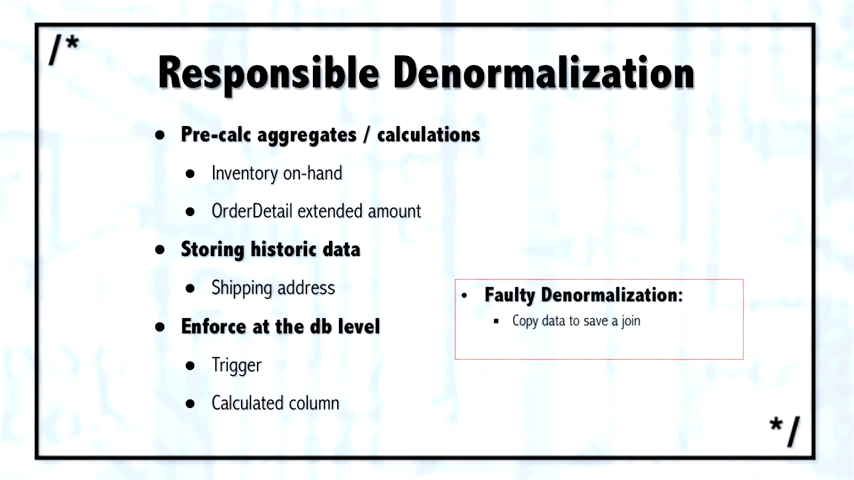 /*
Responsible Denormalization
● Pre-calc aggregates / calculations
● Inventory on-hand
● OrderDetail extended amount
● Storing historic data
● Shipping address
● Enforce at the db level
● Trigger
● Calculated column
• Faulty Denormalization:
▪ Copy data to save a join
*/